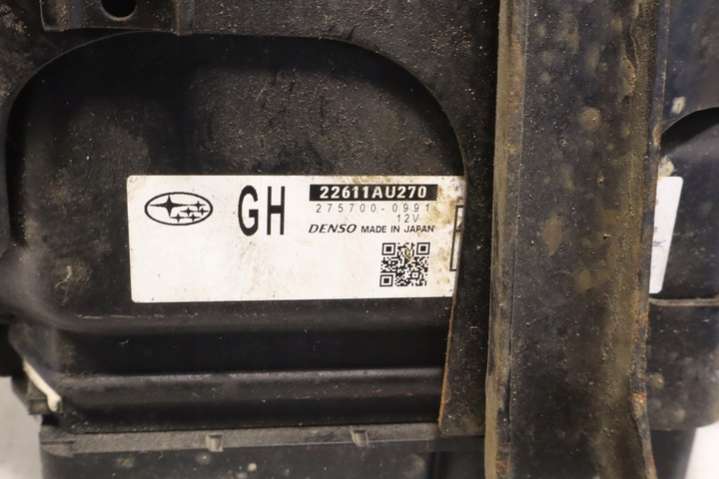 GH
22611AU270
275700-0991
12V
DENSO MADE IN JAPAN